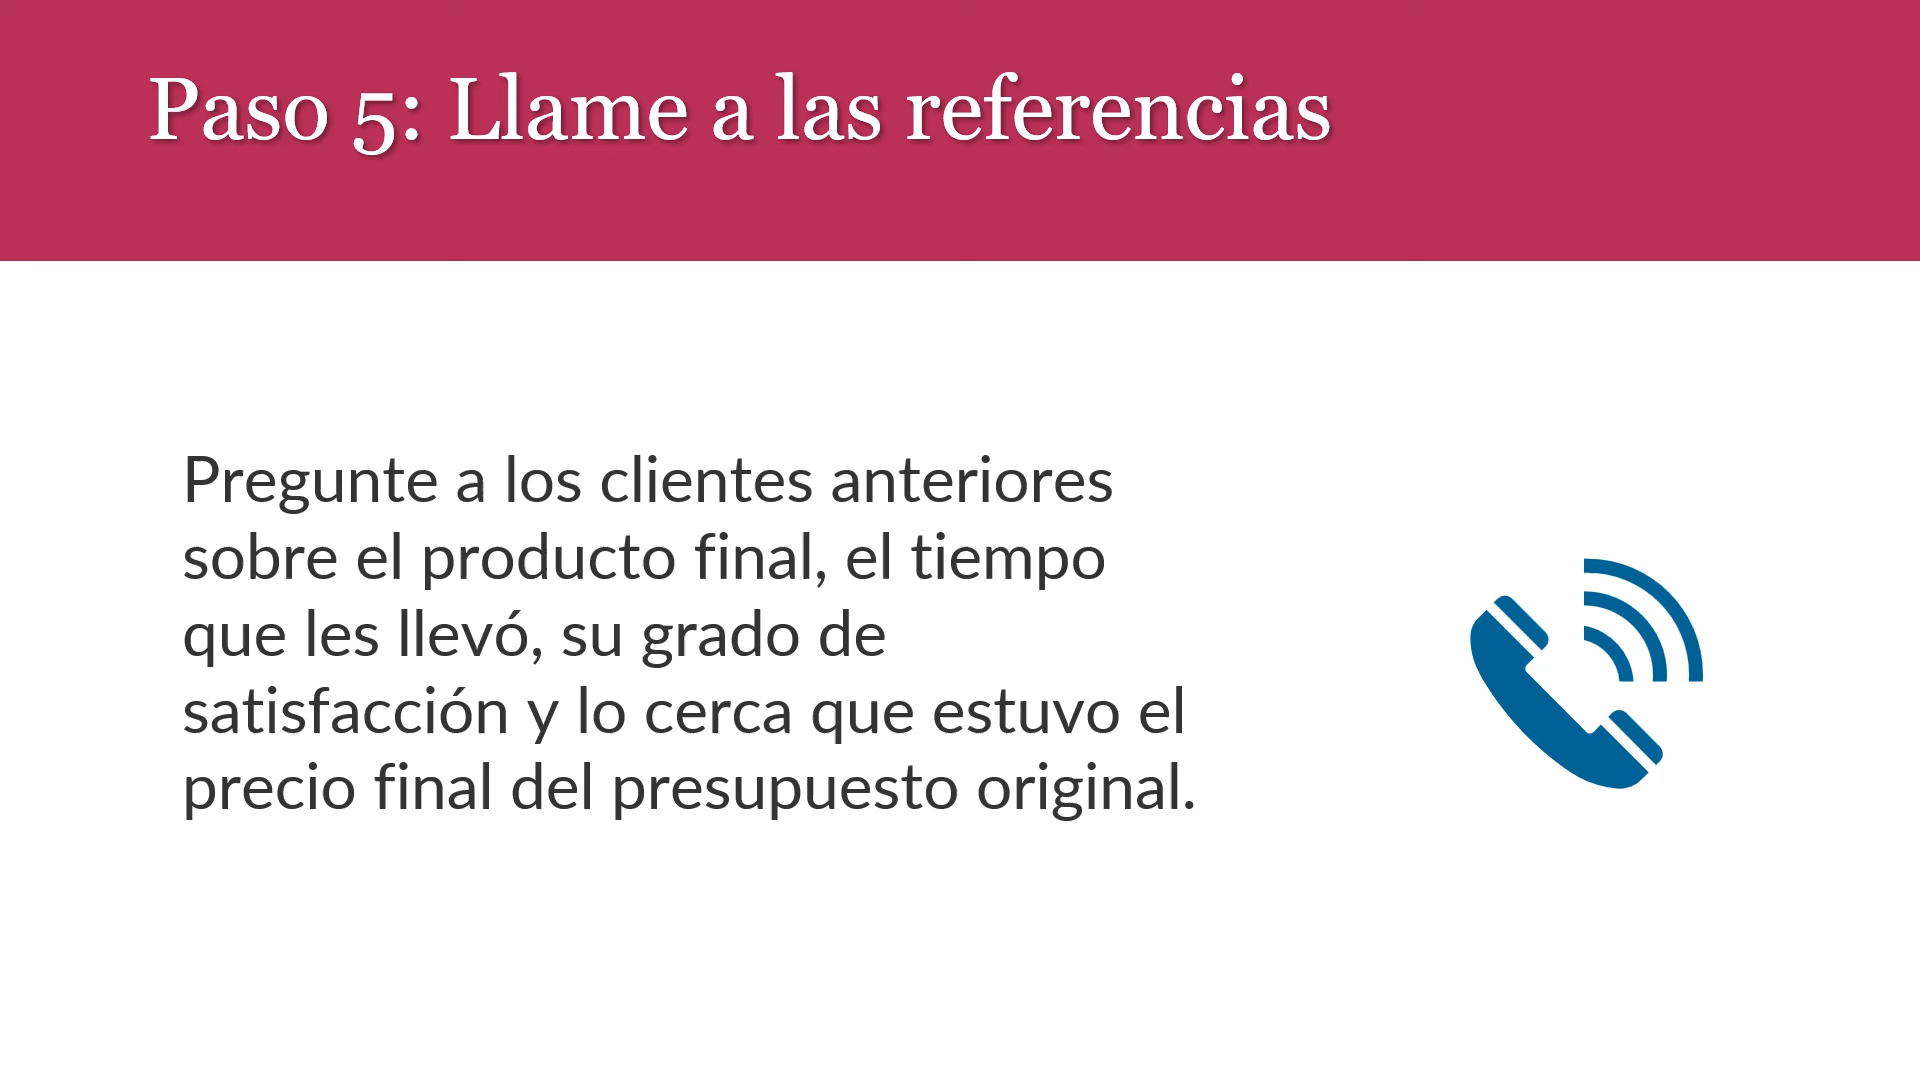 Paso 5: Llame a las referencias
Pregunte a los clientes anteriores
sobre el producto final, el tiempo
que les llevó, su grado de
satisfacción y lo cerca que estuvo el
precio final del presupuesto original.